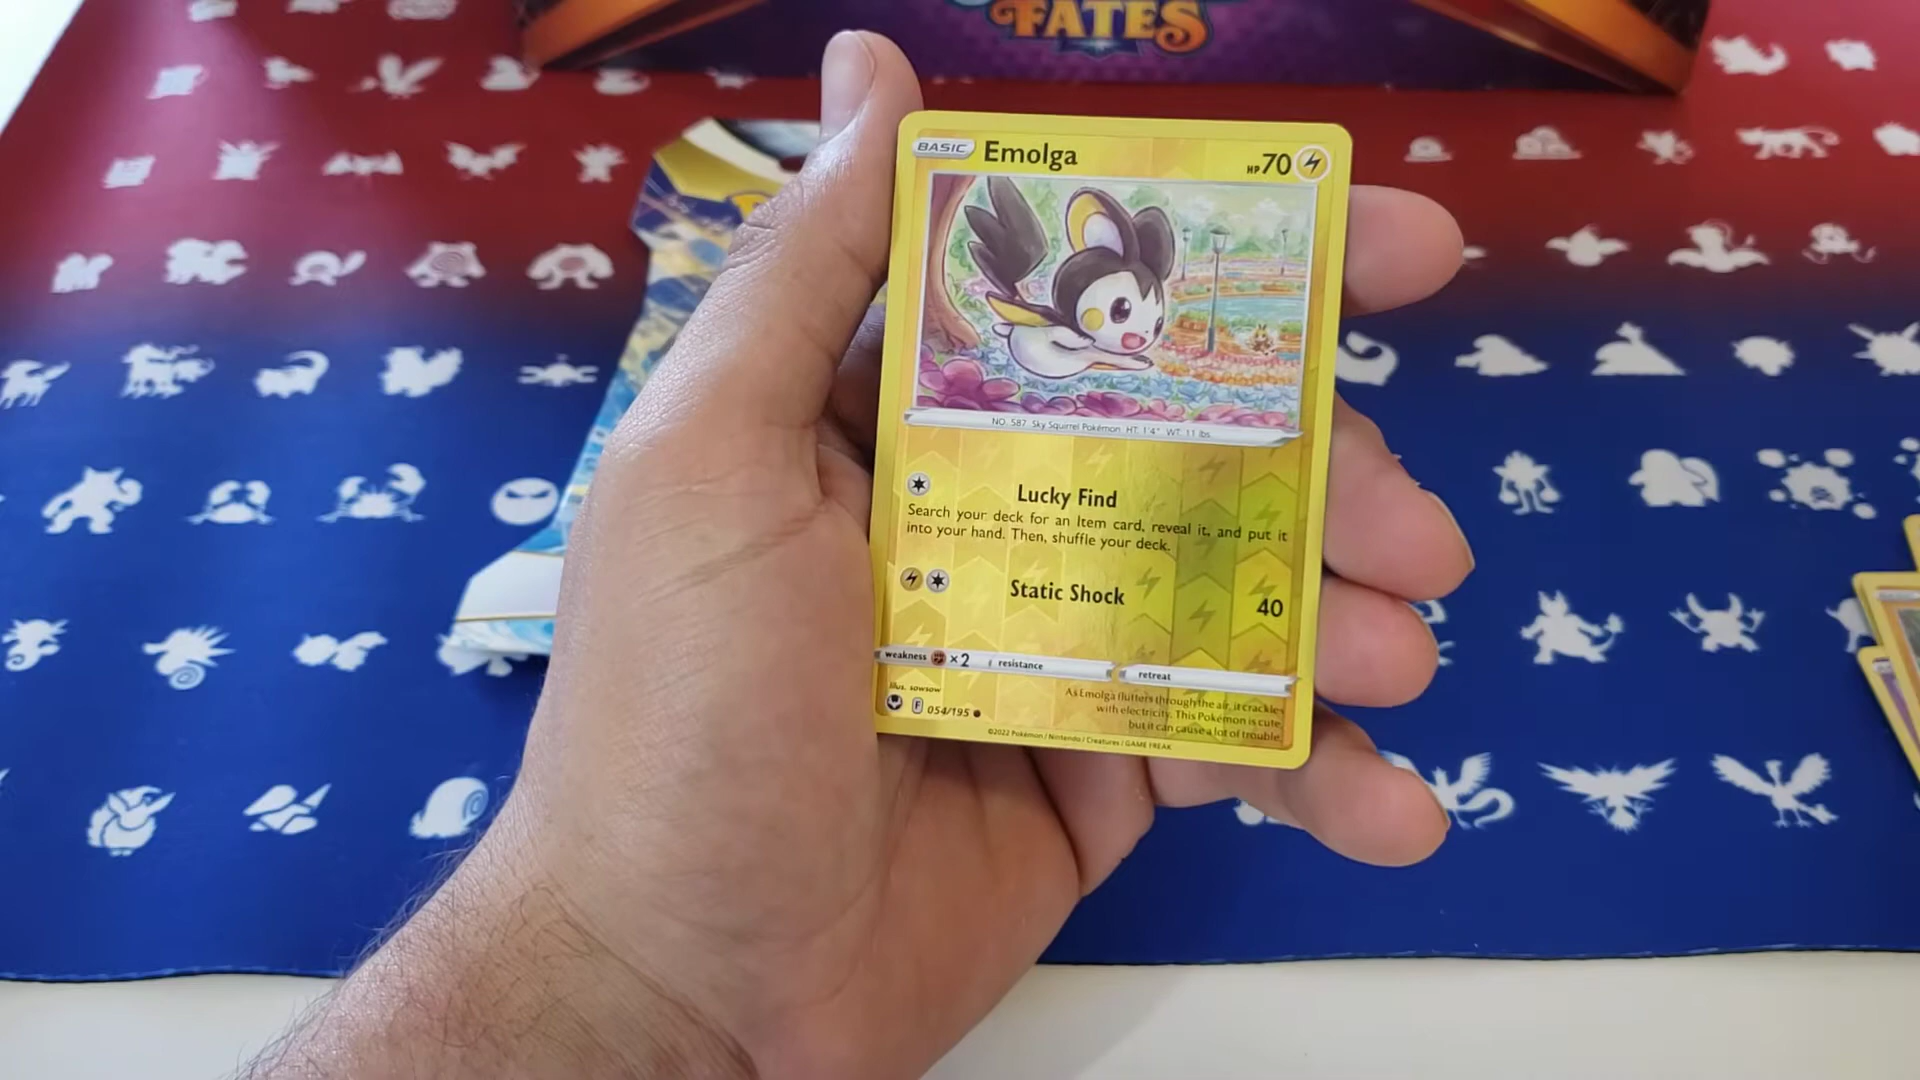 FATES
BASIC Emolga HP 70
NO. 587 Sky Squirrel Pokémon HT: 1'4" WT: 11 lbs.
Lucky Find
Search your deck for an Item card, reveal it, and put it
into your hand. Then, shuffle your deck.
Static Shock 40
weakness ×2 resistance retreat
Illus. sowsow
F 054/195
As Emolga flutters through the air, it crackles
with electricity. This Pokémon is cute,
but it can cause a lot of trouble.
©2022 Pokémon / Nintendo / Creatures / GAME FREAK